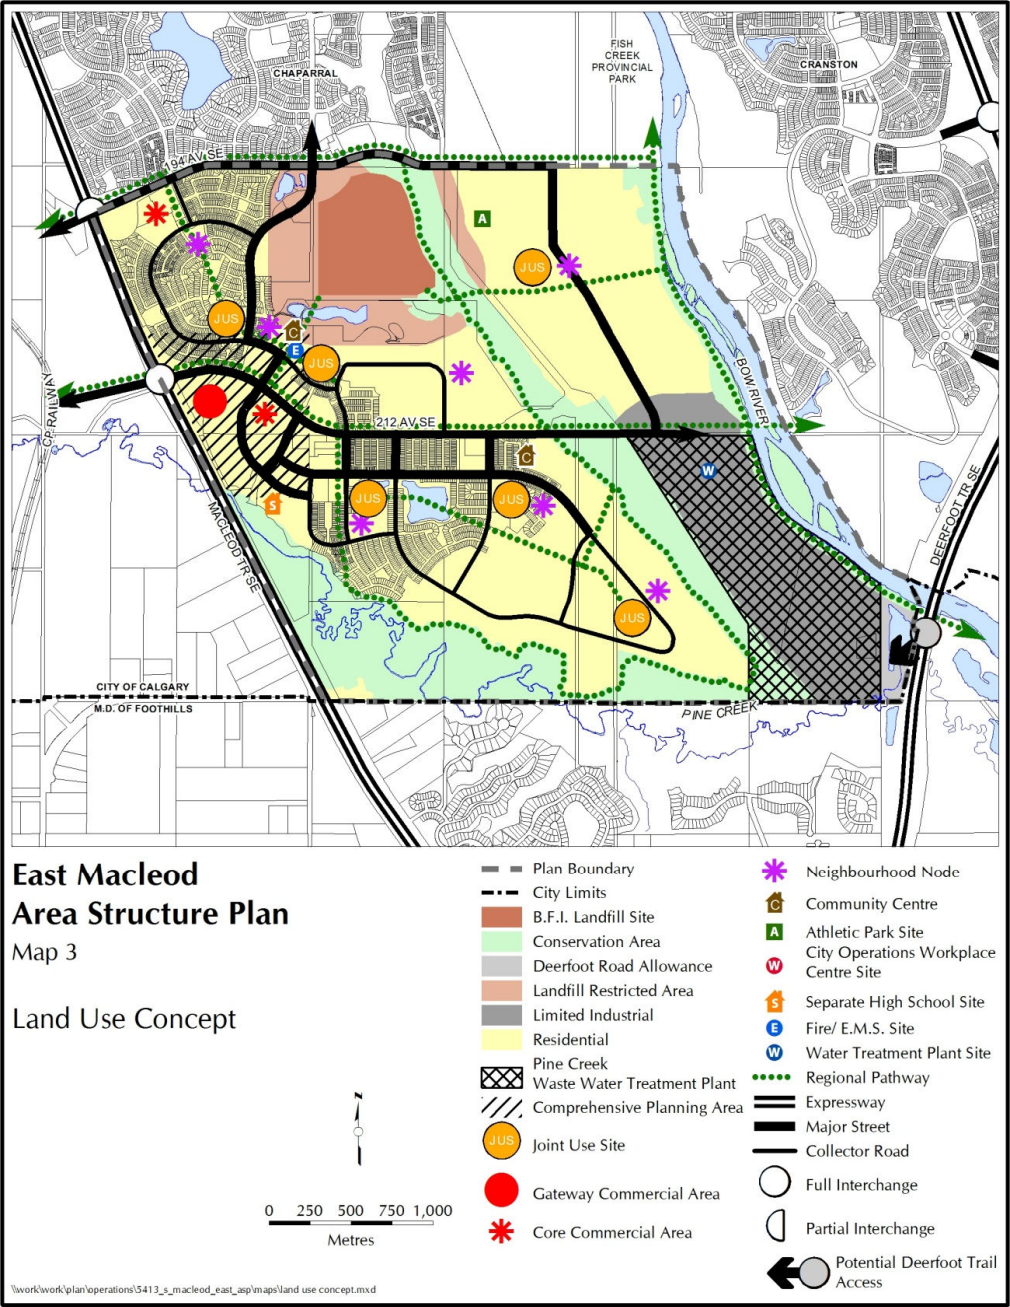 FISH
CREEK
PROVINCIAL
PARK
CHAPARRAL
CRANSTON
194 AV SE
A
JUS
JUS
C
E
JUS
BOW RIVER
CP RAILWAY
212 AV SE
C
W
DEERFOOT TR SE
JUS
JUS
S
MACLEOD TR SE
JUS
CITY OF CALGARY
M.D. OF FOOTHILLS
PINE CREEK
East Macleod
Area Structure Plan
Map 3
Land Use Concept
N
0 250 500 750 1,000
Metres
Plan Boundary
City Limits
B.F.I. Landfill Site
Conservation Area
Deerfoot Road Allowance
Landfill Restricted Area
Limited Industrial
Residential
Pine Creek
Waste Water Treatment Plant
Comprehensive Planning Area
JUS Joint Use Site
Gateway Commercial Area
Core Commercial Area
Neighbourhood Node
C Community Centre
A Athletic Park Site
City Operations Workplace
W Centre Site
S Separate High School Site
E Fire/ E.M.S. Site
W Water Treatment Plant Site
Regional Pathway
Expressway
Major Street
Collector Road
Full Interchange
Partial Interchange
Potential Deerfoot Trail
Access
\\work\work\plan\operations\5413_s_macleod_east_asp\maps\land use concept.mxd